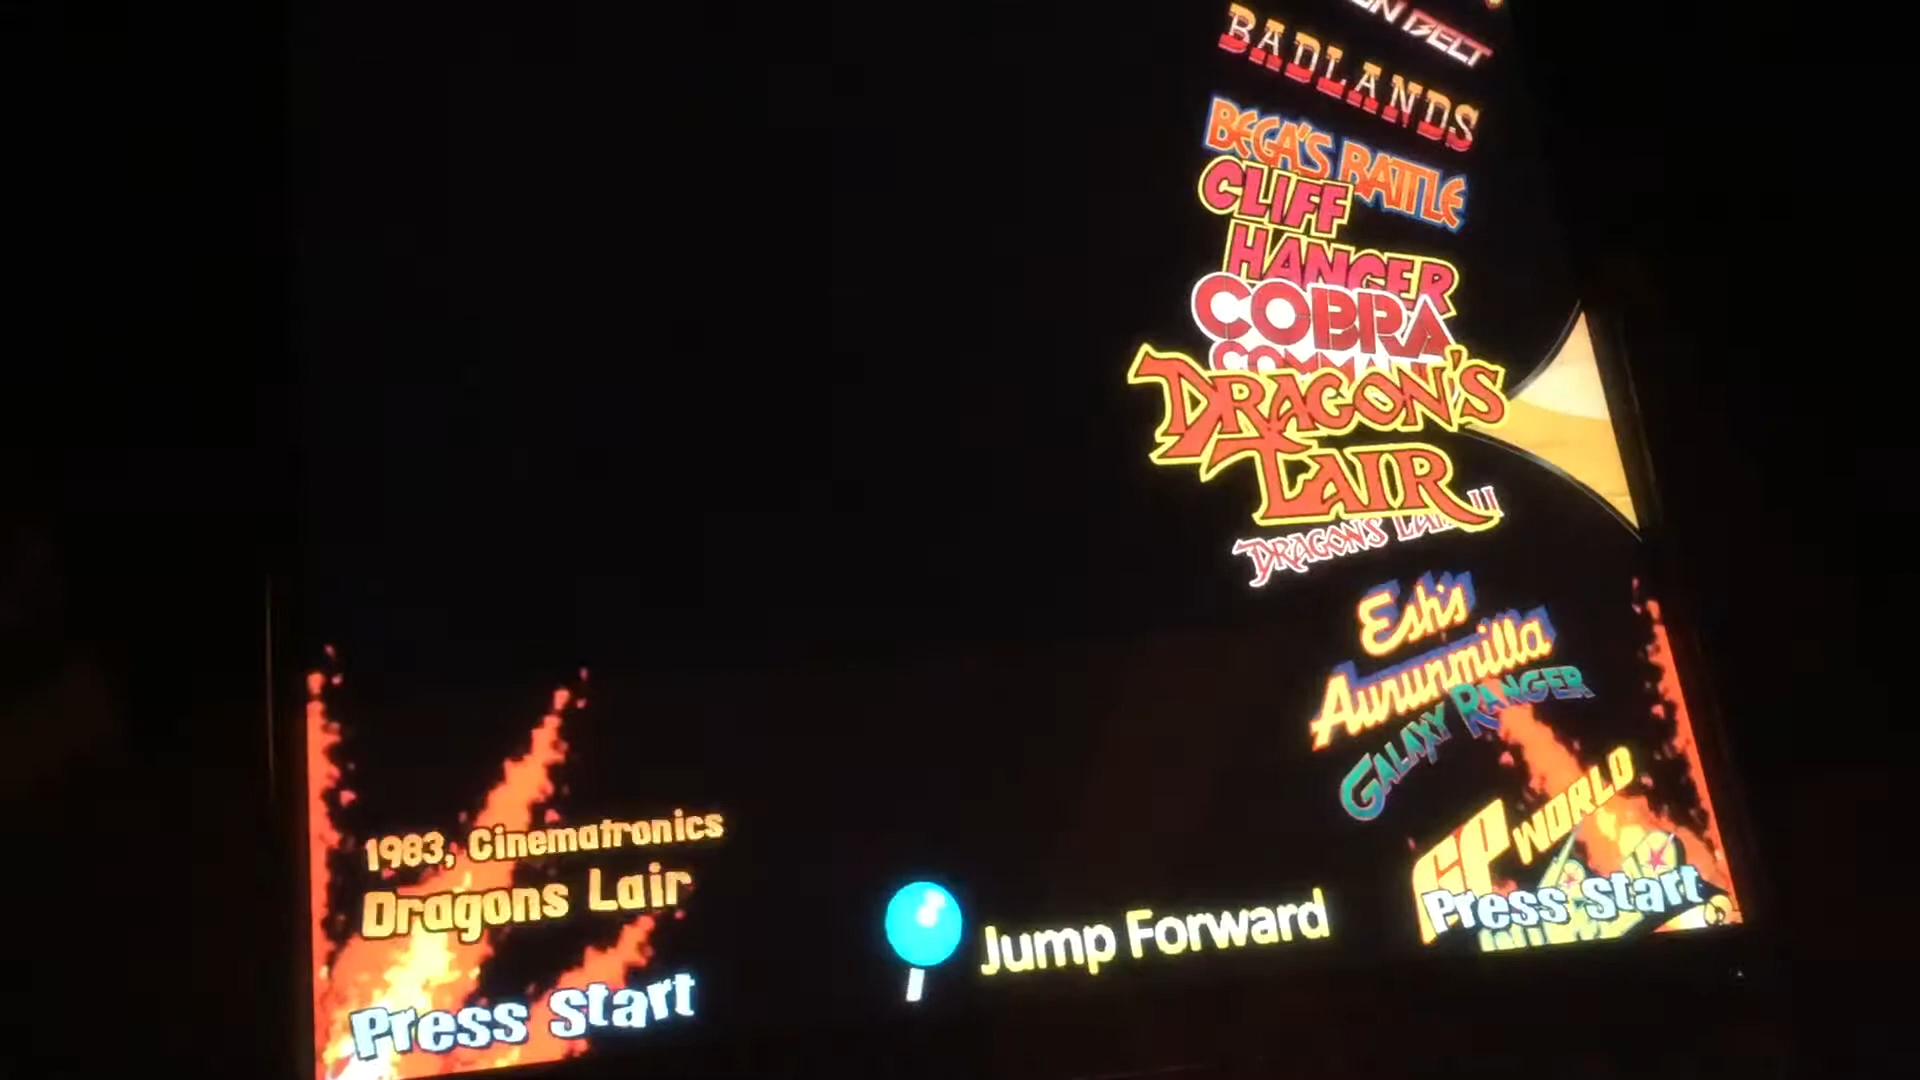 BELT
BADLANDS
BEGA'S BATTLE
CLIFF
HANGER
COBRA
DRAGON'S
LAIR
DRAGON'S LAIR II
Esh's
Aurunmilla
GALAXY RANGER
GP WORLD
Press Start
1983, Cinematronics
Dragons Lair
Press Start
Jump Forward